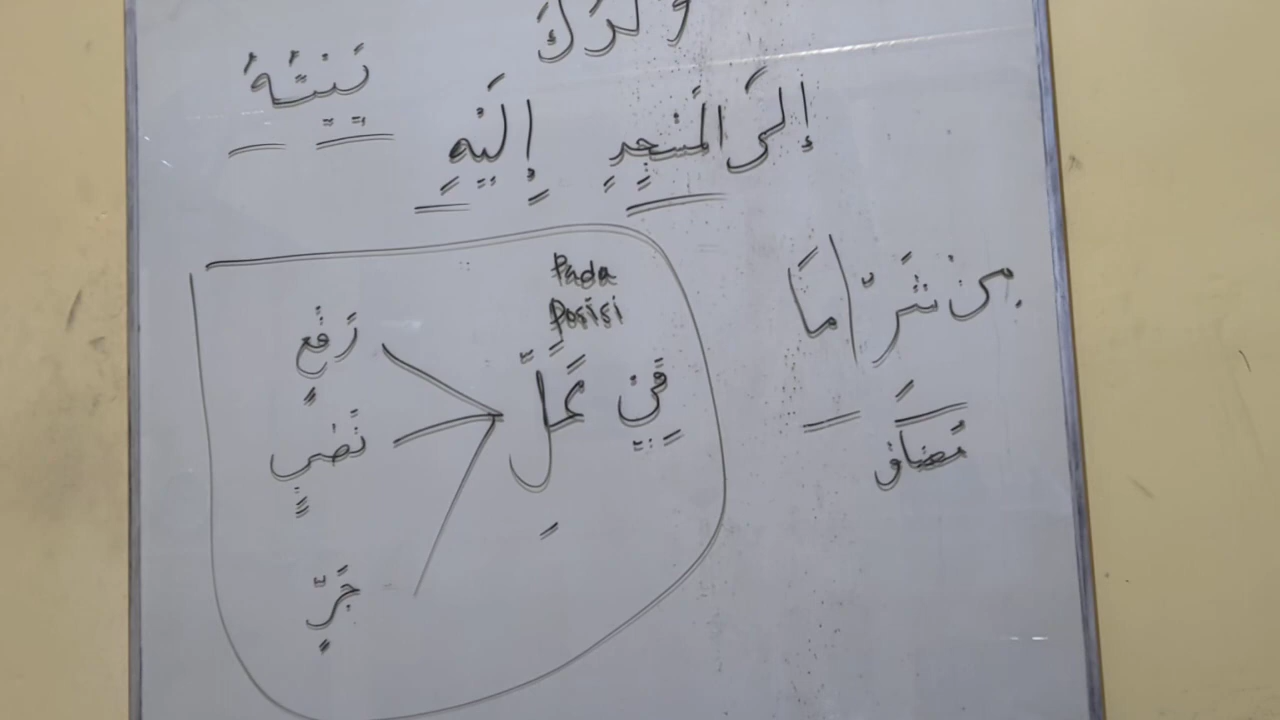 بَيْتُهُ
إِلَى الْمَسْجِدِ إِلَيْهِ
مِنْ شَرِّ مَا
مُضَاف
Pada
Posisi
فِيْ مَحَلِّ
رَفْعٍ
نَصْبٍ
جَرٍّ